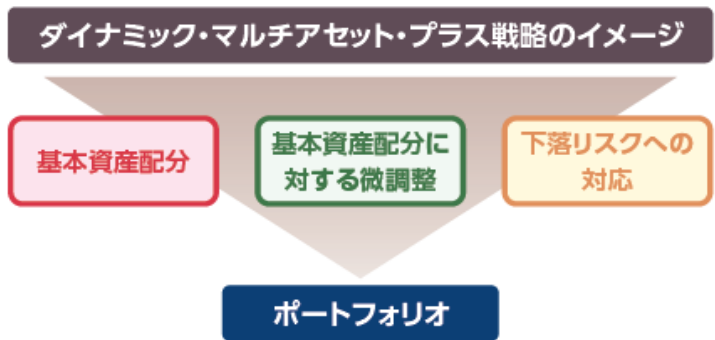 ダイナミック・マルチアセット・プラス戦略のイメージ
基本資産配分
基本資産配分に
対する微調整
下落リスクへの
対応
ポートフォリオ